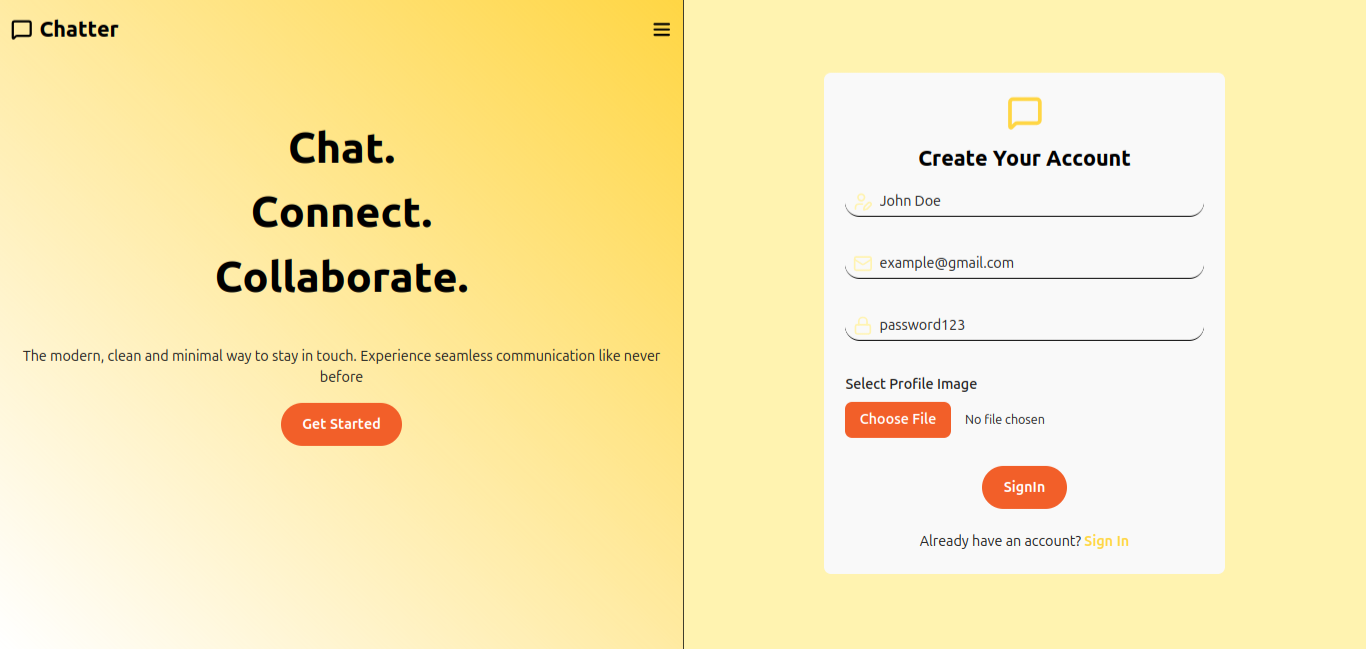 Chatter
Chat.
Connect.
Collaborate.
The modern, clean and minimal way to stay in touch. Experience seamless communication like never
before
Get Started
Create Your Account
John Doe
example@gmail.com
password123
Select Profile Image
Choose File No file chosen
SignIn
Already have an account? Sign In